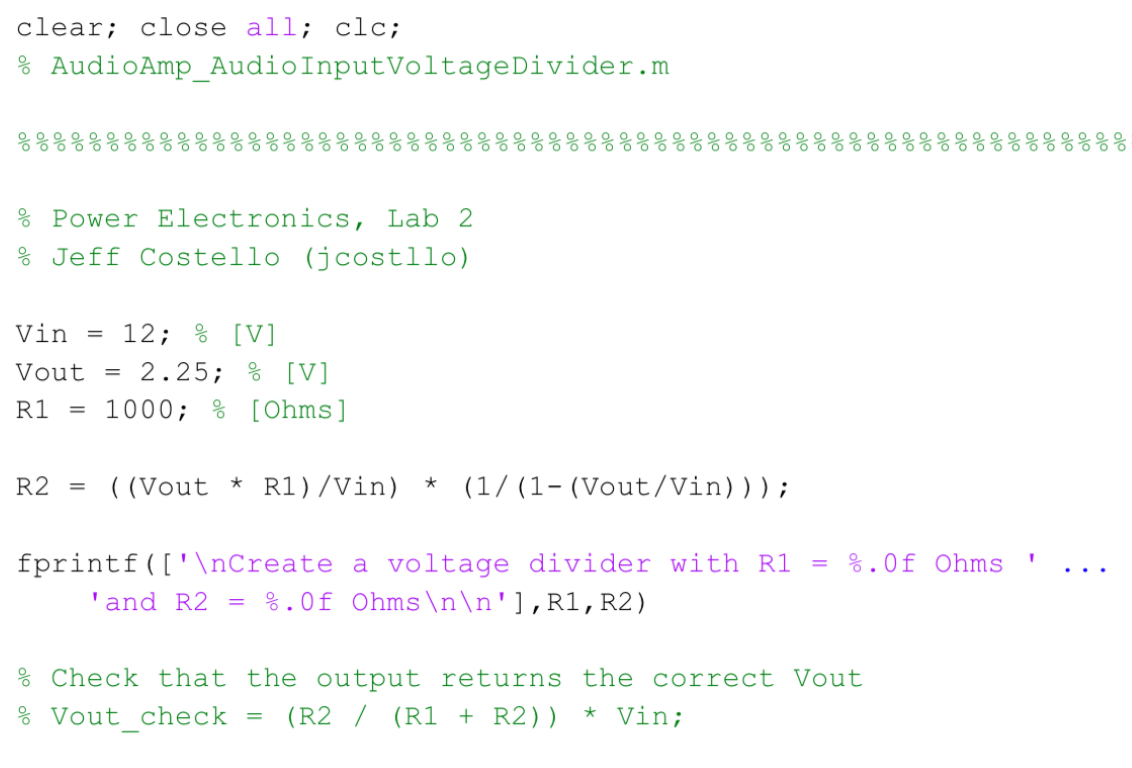 clear; close all; clc;
% AudioAmp_AudioInputVoltageDivider.m
%%%%%%%%%%%%%%%%%%%%%%%%%%%%%%%%%%%%%%%%%%%%%%%%%%%%%%%%%%%%%%%
% Power Electronics, Lab 2
% Jeff Costello (jcostllo)
Vin = 12; % [V]
Vout = 2.25; % [V]
R1 = 1000; % [Ohms]
R2 = ((Vout * R1)/Vin) * (1/(1-(Vout/Vin)));
fprintf(['\nCreate a voltage divider with R1 = %.0f Ohms ' ...
    'and R2 = %.0f Ohms\n\n'],R1,R2)
% Check that the output returns the correct Vout
% Vout_check = (R2 / (R1 + R2)) * Vin;